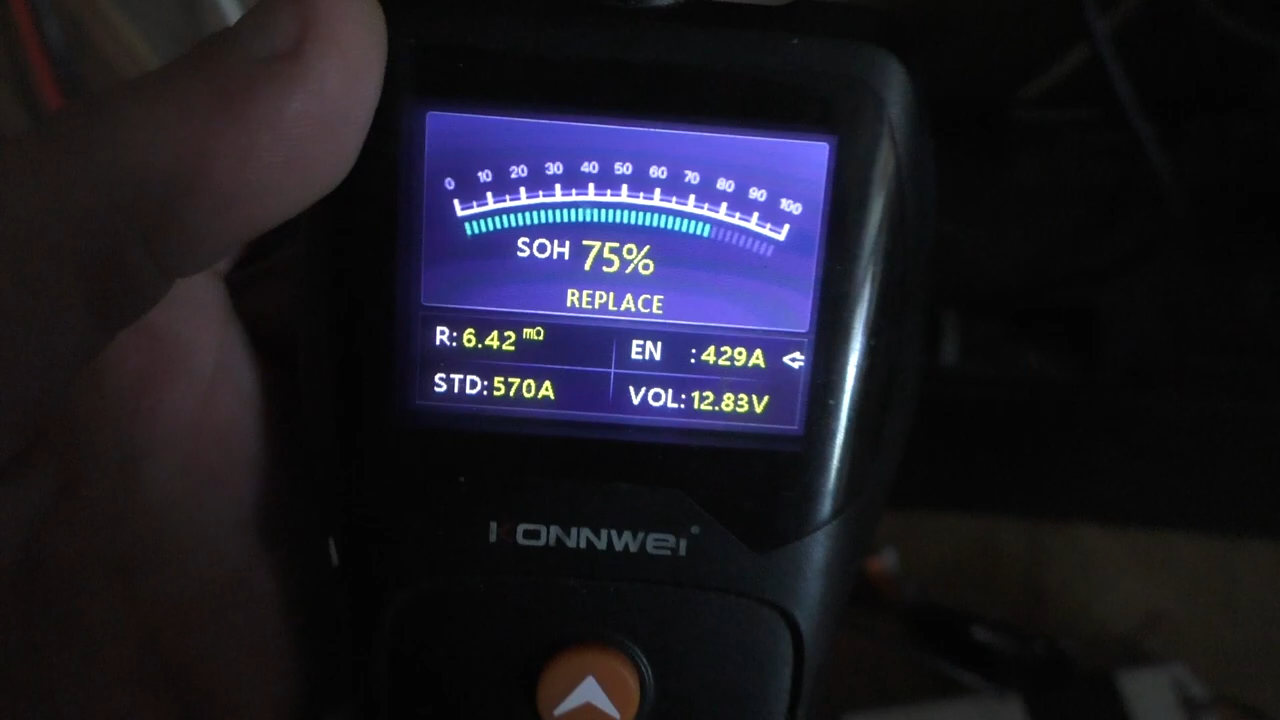 0 10 20 30 40 50 60 70 80 90 100
SOH 75%
REPLACE
R: 6.42 mΩ
EN : 429A
STD: 570A
VOL: 12.83V
KONNWEI